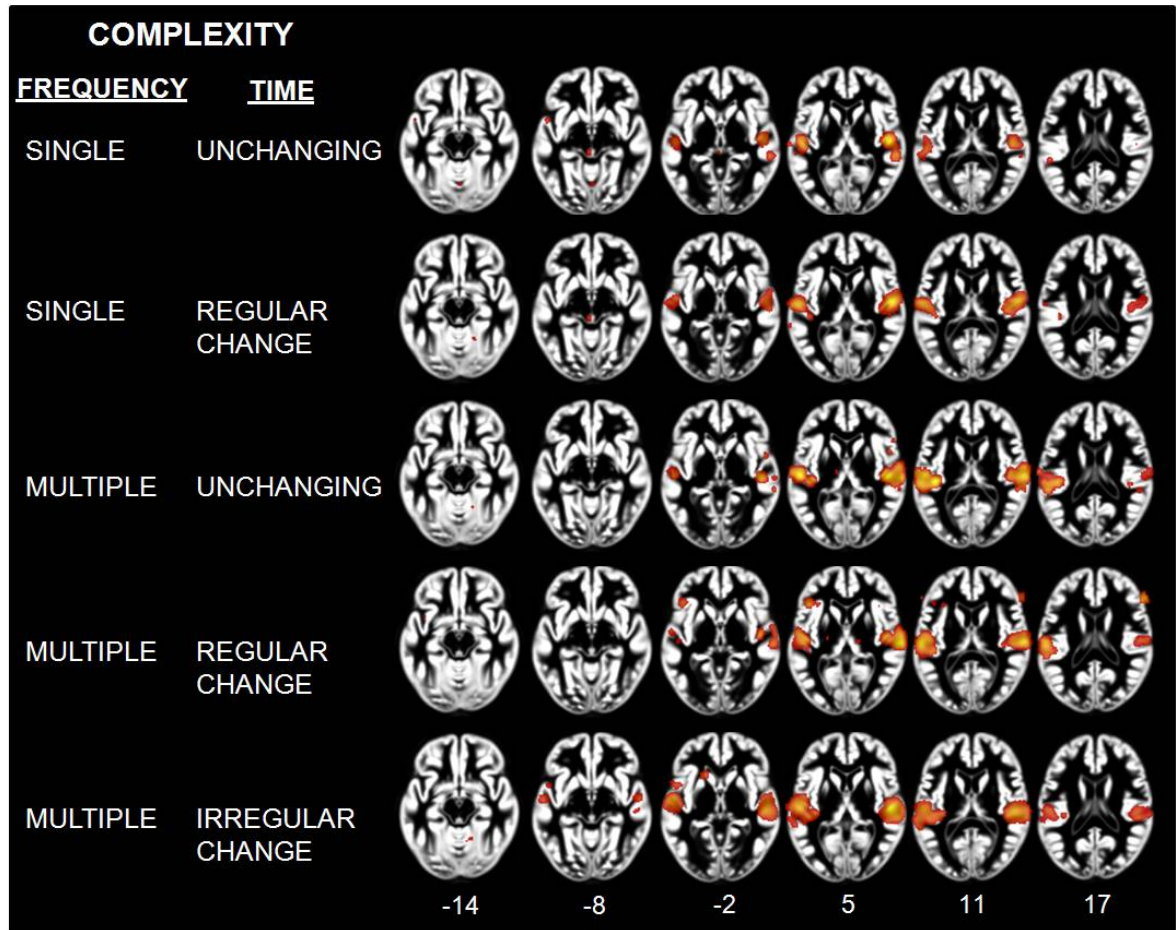 COMPLEXITY
FREQUENCY TIME
SINGLE UNCHANGING
SINGLE REGULAR
CHANGE
MULTIPLE UNCHANGING
MULTIPLE REGULAR
CHANGE
MULTIPLE IRREGULAR
CHANGE
-14 -8 -2 5 11 17